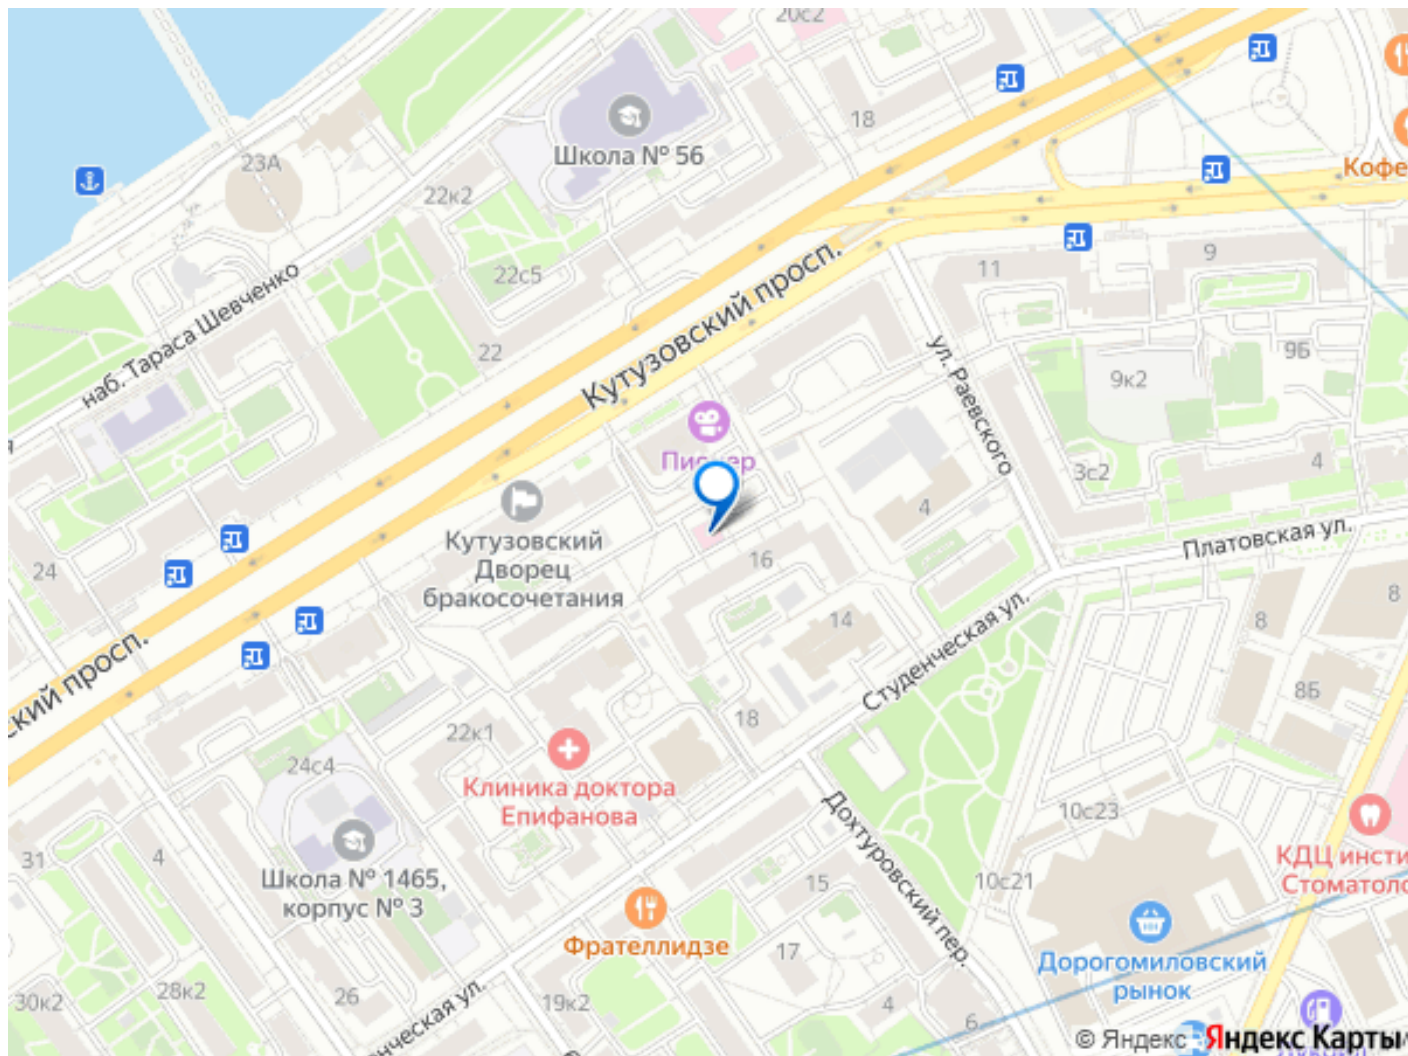 20с2
18
Школа № 56
23А
22к2
Кофе
22с5
11
9
наб. Тараса Шевченко
22
Кутузовский просп.
ул. Раевского
9Б
9к2
3с2
4
4
Кутузовский
Дворец
бракосочетания
16
Платовская ул.
24
14
8
8
Студенческая ул.
8Б
ский просп.
22к1
18
24с4
Клиника доктора
Епифанова
10с23
31
4
Школа № 1465,
корпус № 3
Дохтуровский пер.
КДЦ инсти
Стоматоло
15
10с21
Фрателлидзе
17
Дорогомиловский
рынок
30к2
28к2
26
19к2
4
6
енческая ул.
© Яндекс
Яндекс Карты